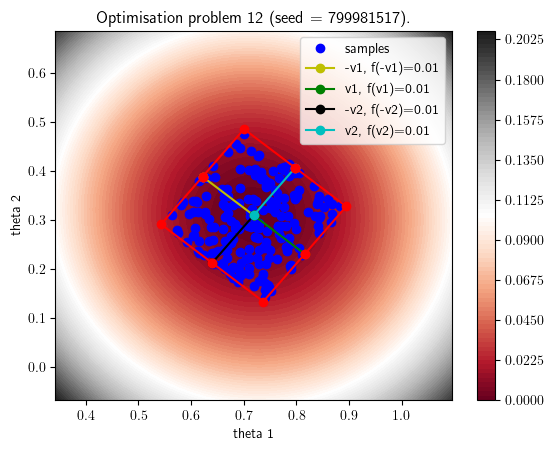 Optimisation problem 12 (seed = 799981517).
samples
-v1, f(-v1)=0.01
v1, f(v1)=0.01
-v2, f(-v2)=0.01
v2, f(v2)=0.01
theta 2
0.6
0.5
0.4
0.3
0.2
0.1
0.0
0.4 0.5 0.6 0.7 0.8 0.9 1.0
theta 1
0.2025
0.1800
0.1575
0.1350
0.1125
0.0900
0.0675
0.0450
0.0225
0.0000